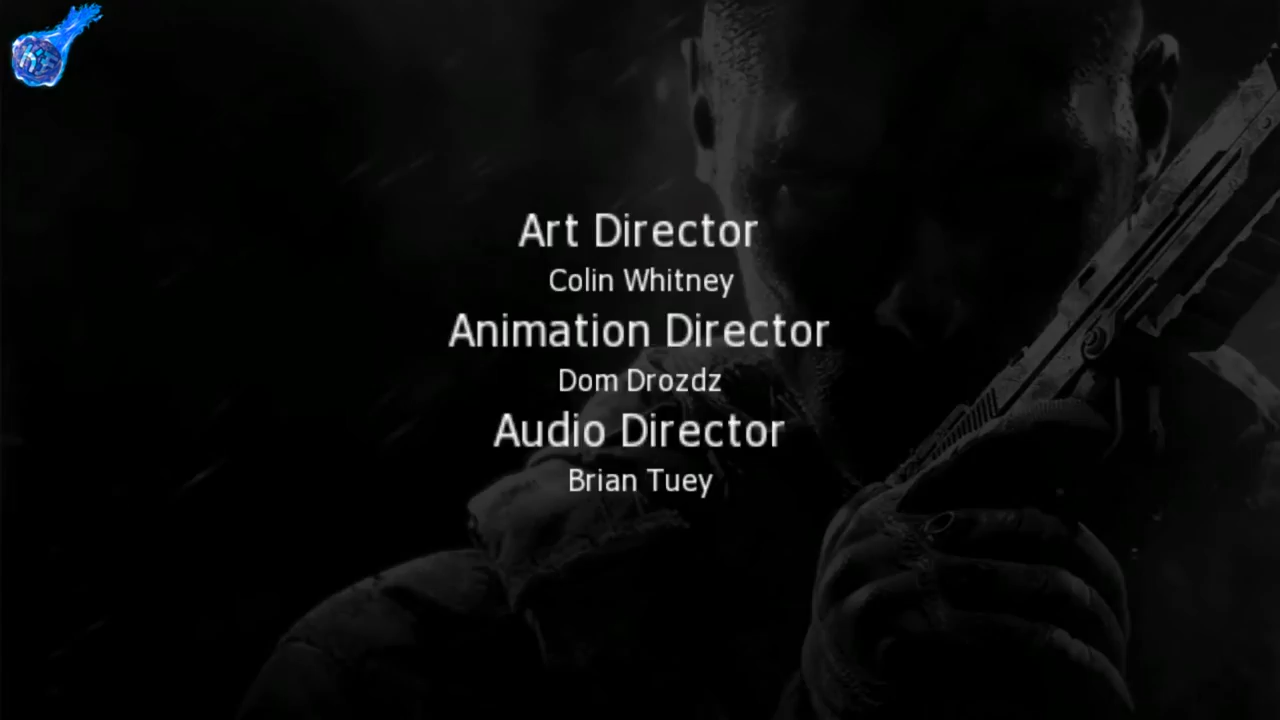 Art Director
Colin Whitney
Animation Director
Dom Drozdz
Audio Director
Brian Tuey